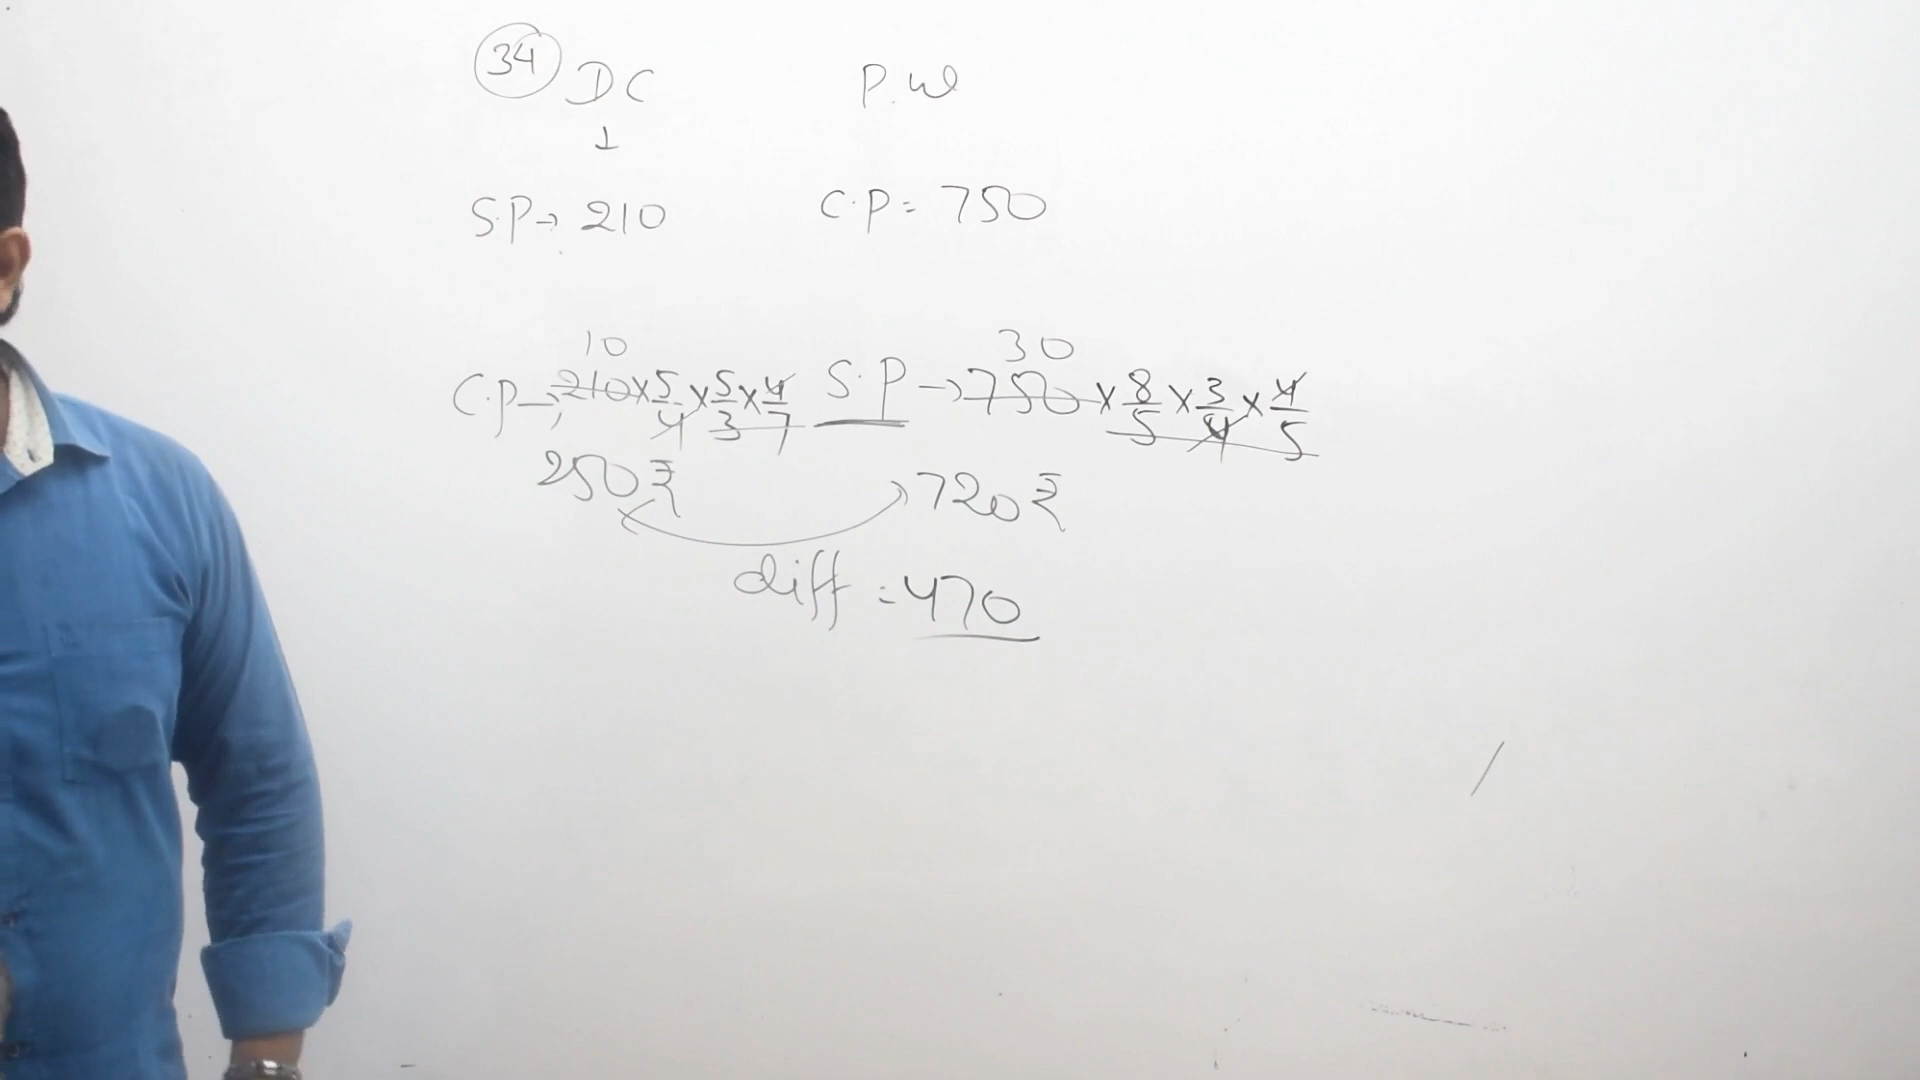 34 DC P.W
↓
S.P→ 210 C.P= 750
10 30
C.P→ 210×5/4×5/3×4/7 S.P→750×8/5×3/4×4/5
250₹ 720₹
diff = 470